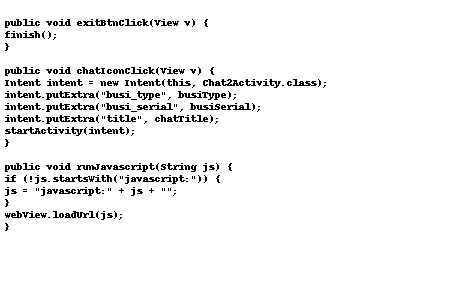 public void exitBtnClick(View v) {
finish();
}
public void chatIconClick(View v) {
Intent intent = new Intent(this, Chat2Activity.class);
intent.putExtra("busi_type", busiType);
intent.putExtra("busi_serial", busiSerial);
intent.putExtra("title", chatTitle);
startActivity(intent);
}
public void runJavascript(String js) {
if (!js.startsWith("javascript:")) {
js = "javascript:" + js + "";
}
webView.loadUrl(js);
}